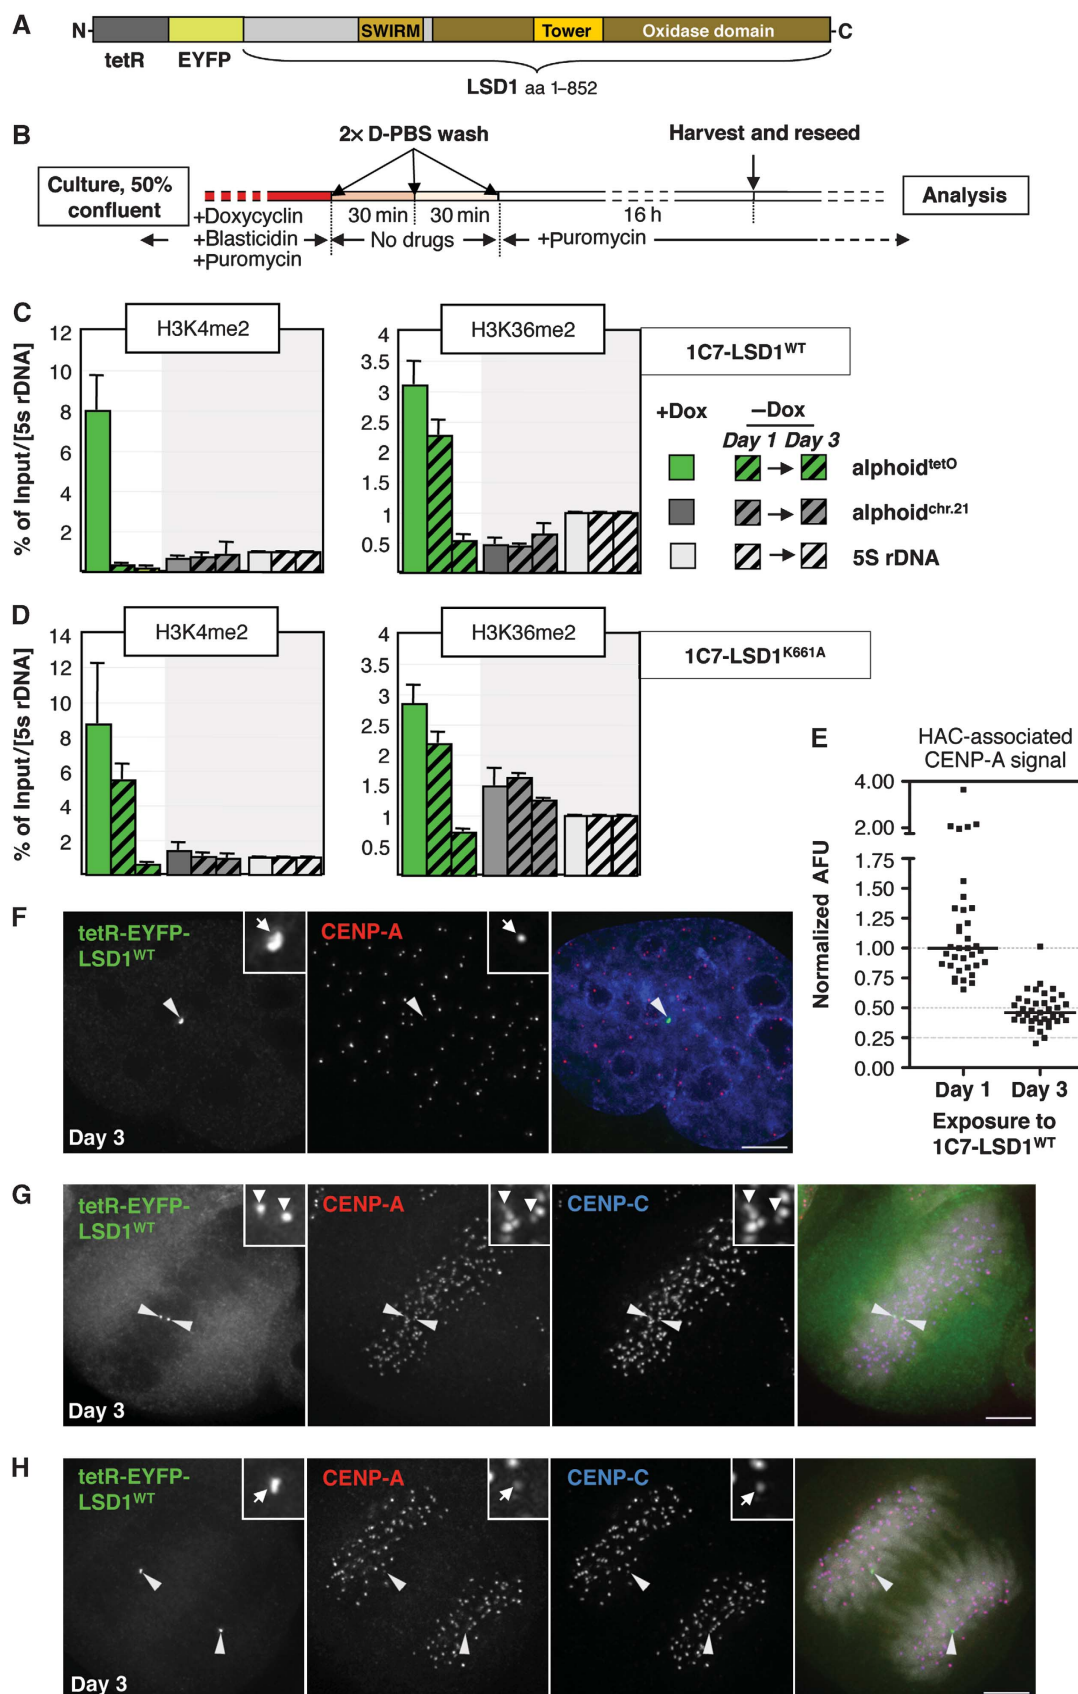 A
N
SWIRM
Tower
Oxidase domain
C
tetR
EYFP
LSD1 aa 1–852
B
2× D-PBS wash
Harvest and reseed
Culture, 50%
confluent
Analysis
30 min
30 min
16 h
+Doxycyclin
+Blasticidin
+Puromycin
No drugs
+Puromycin
C
% of Input/[5s rDNA]
12
10
8
6
4
2
H3K4me2
4
3.5
3
2.5
2
1.5
1
0.5
H3K36me2
1C7-LSD1WT
+Dox
–Dox
Day 1 Day 3
alphoidtetO
alphoidchr.21
5S rDNA
D
% of Input/[5s rDNA]
14
12
10
8
6
4
2
H3K4me2
4
3.5
3
2.5
2
1.5
1
0.5
H3K36me2
1C7-LSD1K661A
E
HAC-associated
CENP-A signal
Normalized AFU
4.00
2.00
1.75
1.50
1.25
1.00
0.75
0.50
0.25
0.00
Day 1 Day 3
Exposure to
1C7-LSD1WT
F
tetR-EYFP-
LSD1WT
CENP-A
Day 3
G
tetR-EYFP-
LSD1WT
CENP-A
CENP-C
Day 3
H
tetR-EYFP-
LSD1WT
CENP-A
CENP-C
Day 3